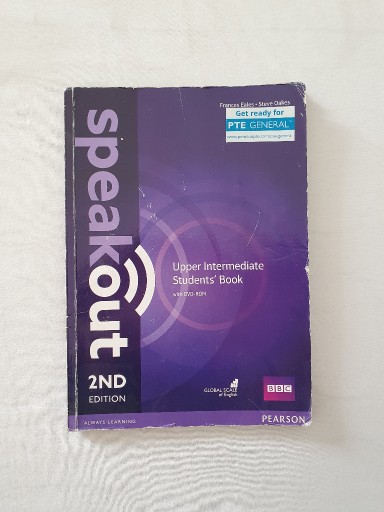 Frances Eales • Steve Oakes
Get ready for
PTE GENERAL
speakout
Upper Intermediate
Students' Book
with DVD-ROM
2ND
EDITION
GLOBAL SCALE
of English
BBC
ALWAYS LEARNING
PEARSON